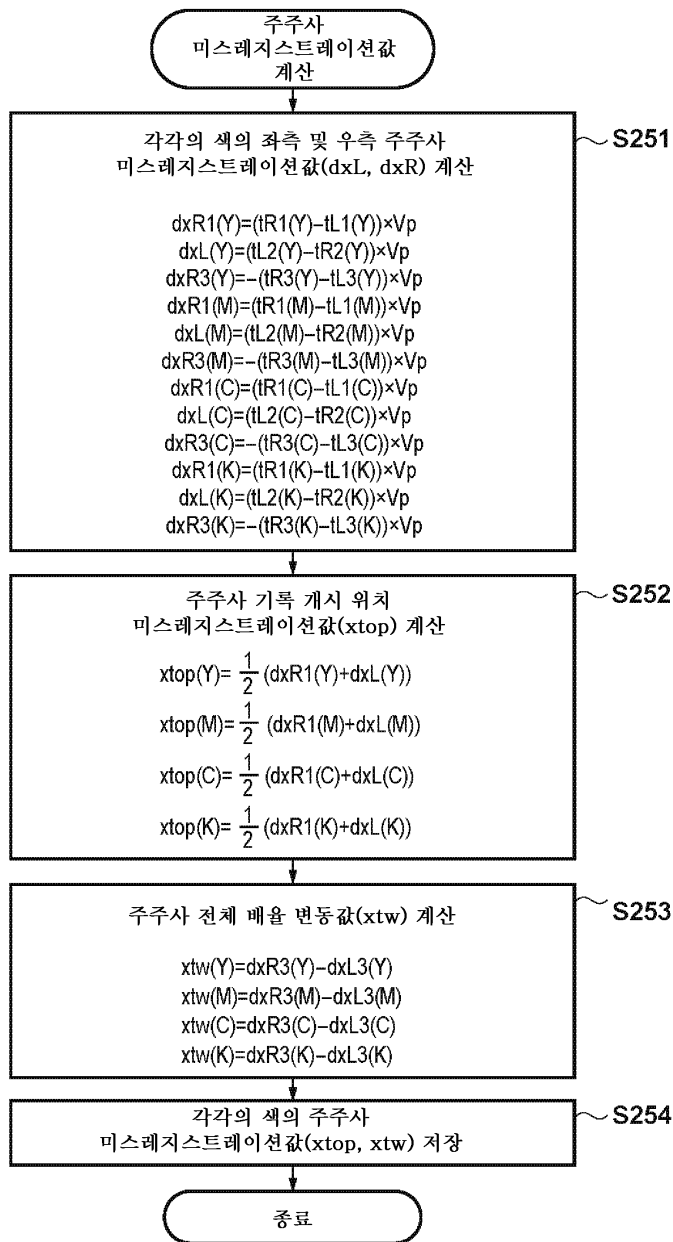 주주사
미스레지스트레이션값
계산
각각의 색의 좌측 및 우측 주주사
미스레지스트레이션값(dxL, dxR) 계산
S251
dxR1(Y)=(tR1(Y)–tL1(Y))×Vp
dxL(Y)=(tL2(Y)–tR2(Y))×Vp
dxR3(Y)=–(tR3(Y)–tL3(Y))×Vp
dxR1(M)=(tR1(M)–tL1(M))×Vp
dxL(M)=(tL2(M)–tR2(M))×Vp
dxR3(M)=–(tR3(M)–tL3(M))×Vp
dxR1(C)=(tR1(C)–tL1(C))×Vp
dxL(C)=(tL2(C)–tR2(C))×Vp
dxR3(C)=–(tR3(C)–tL3(C))×Vp
dxR1(K)=(tR1(K)–tL1(K))×Vp
dxL(K)=(tL2(K)–tR2(K))×Vp
dxR3(K)=–(tR3(K)–tL3(K))×Vp
주주사 기록 개시 위치
미스레지스트레이션값(xtop) 계산
S252
xtop(Y)= 1/2 (dxR1(Y)+dxL(Y))
xtop(M)= 1/2 (dxR1(M)+dxL(M))
xtop(C)= 1/2 (dxR1(C)+dxL(C))
xtop(K)= 1/2 (dxR1(K)+dxL(K))
주주사 전체 배율 변동값(xtw) 계산
S253
xtw(Y)=dxR3(Y)–dxL3(Y)
xtw(M)=dxR3(M)–dxL3(M)
xtw(C)=dxR3(C)–dxL3(C)
xtw(K)=dxR3(K)–dxL3(K)
각각의 색의 주주사
미스레지스트레이션값(xtop, xtw) 저장
S254
종료